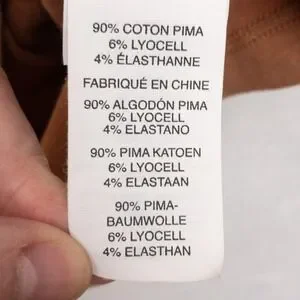 90% COTON PIMA
6% LYOCELL
4% ÉLASTHANNE
FABRIQUÉ EN CHINE
90% ALGODÓN PIMA
6% LYOCELL
4% ELASTANO
90% PIMA KATOEN
6% LYOCELL
4% ELASTAAN
90% PIMA-
BAUMWOLLE
6% LYOCELL
4% ELASTHAN